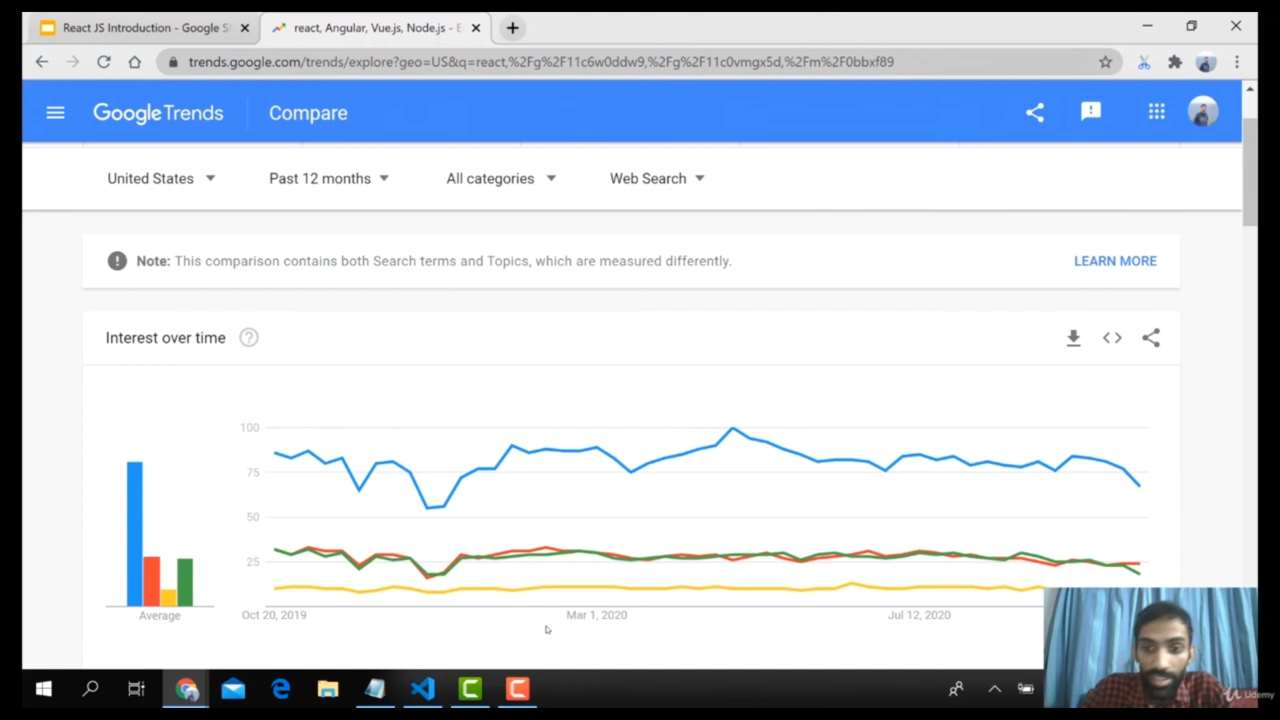 React JS Introduction - Google S
react, Angular, Vue.js, Node.js - E
trends.google.com/trends/explore?geo=US&q=react,%2Fg%2F11c6w0ddw9,%2Fg%2F11c0vmgx5d,%2Fm%2F0bbxf89
Google Trends
Compare
United States
Past 12 months
All categories
Web Search
Note: This comparison contains both Search terms and Topics, which are measured differently.
LEARN MORE
Interest over time
100
75
50
25
Average
Oct 20, 2019
Mar 1, 2020
Jul 12, 2020
Udemy